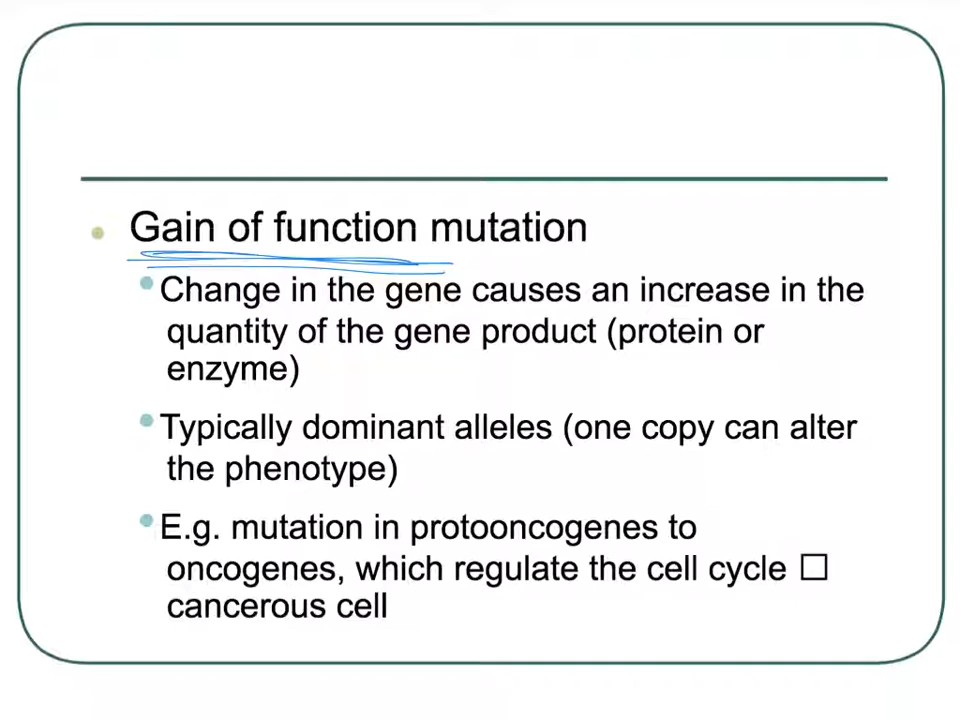 Gain of function mutation
Change in the gene causes an increase in the
quantity of the gene product (protein or
enzyme)
Typically dominant alleles (one copy can alter
the phenotype)
E.g. mutation in protooncogenes to
oncogenes, which regulate the cell cycle □
cancerous cell